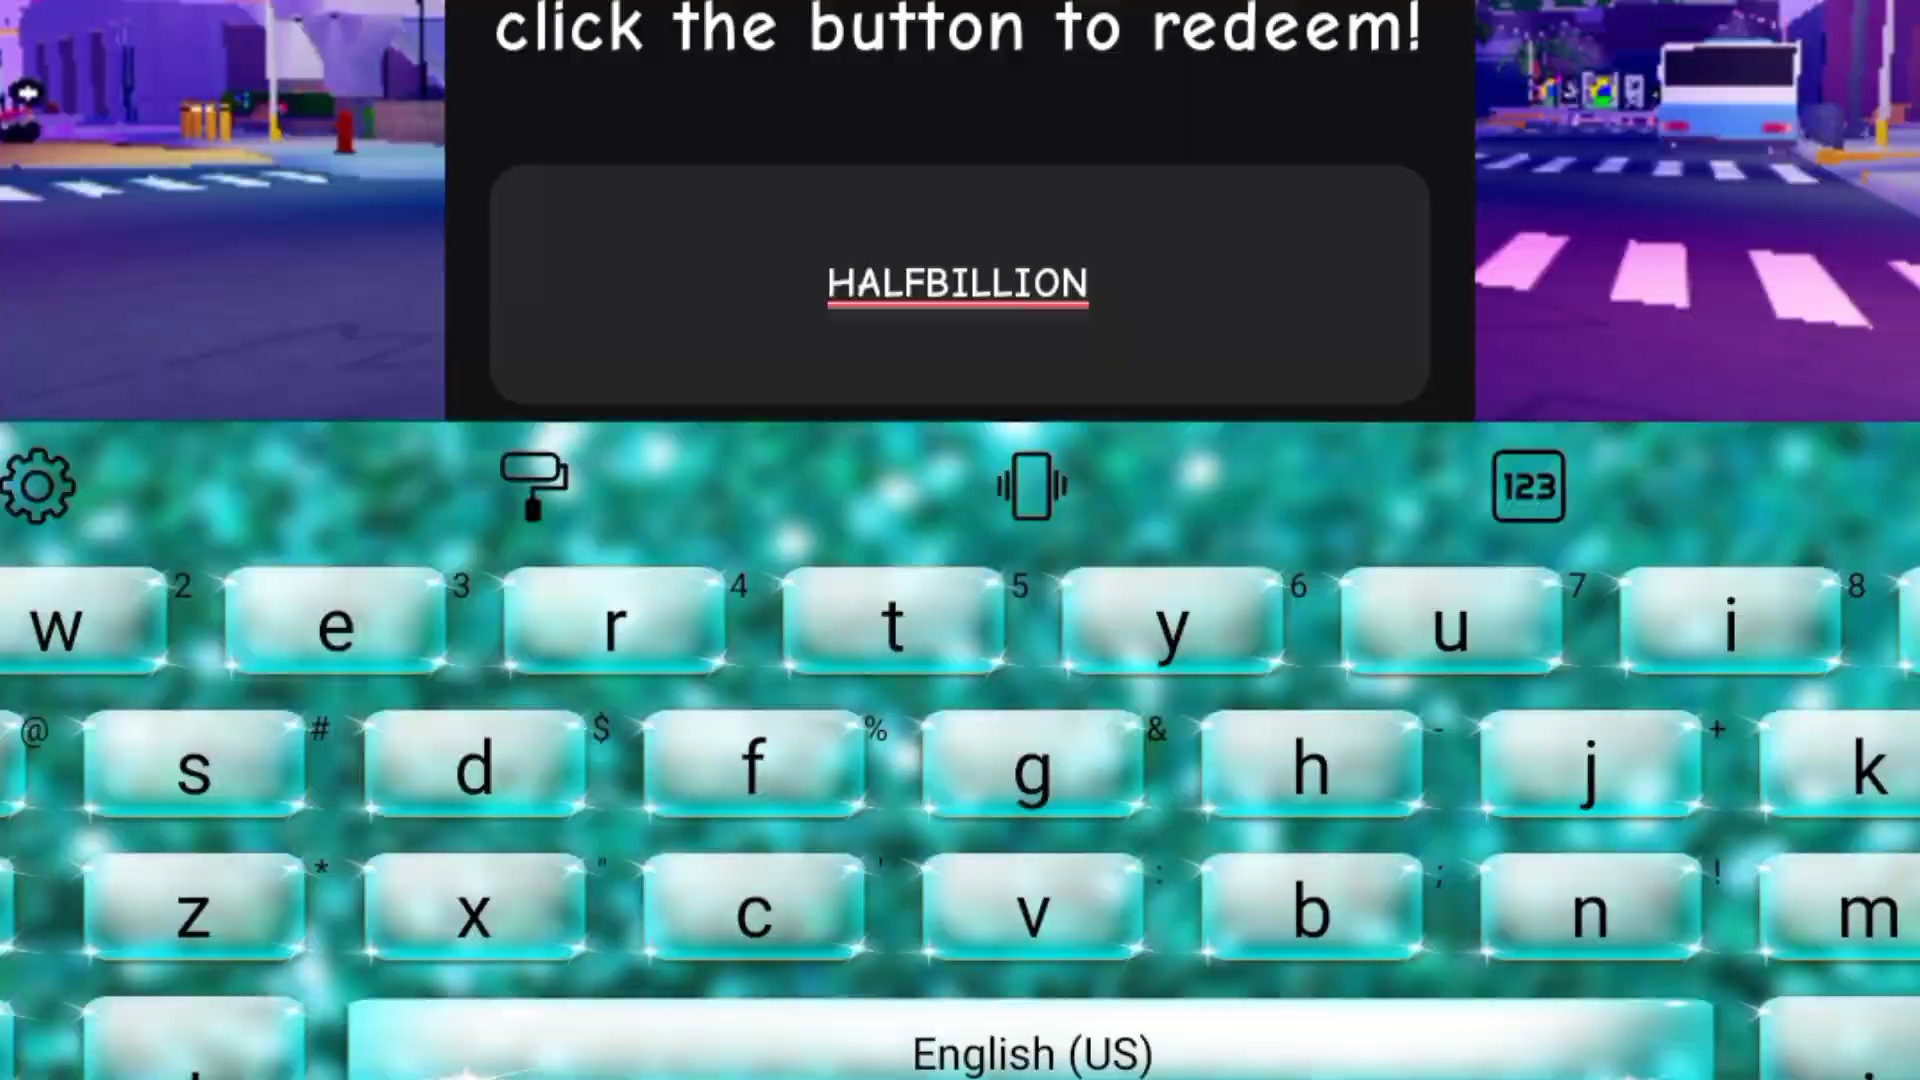 click the button to redeem!
HALFBILLION
123
2 3 4 5 6 7 8
w e r t y u i
@ # $ % & - +
s d f g h j k
* " ' : ; !
z x c v b n m
English (US)